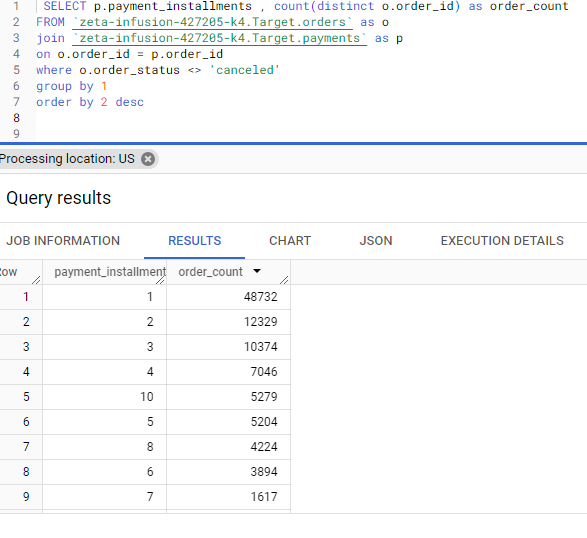 1 SELECT p.payment_installments , count(distinct o.order_id) as order_count
2 FROM `zeta-infusion-427205-k4.Target.orders` as o
3 join `zeta-infusion-427205-k4.Target.payments` as p
4 on o.order_id = p.order_id
5 where o.order_status <> 'canceled'
6 group by 1
7 order by 2 desc
8
9
Processing location: US
Query results
JOB INFORMATION RESULTS CHART JSON EXECUTION DETAILS
ow payment_installment order_count
1 1 48732
2 2 12329
3 3 10374
4 4 7046
5 10 5279
6 5 5204
7 8 4224
8 6 3894
9 7 1617